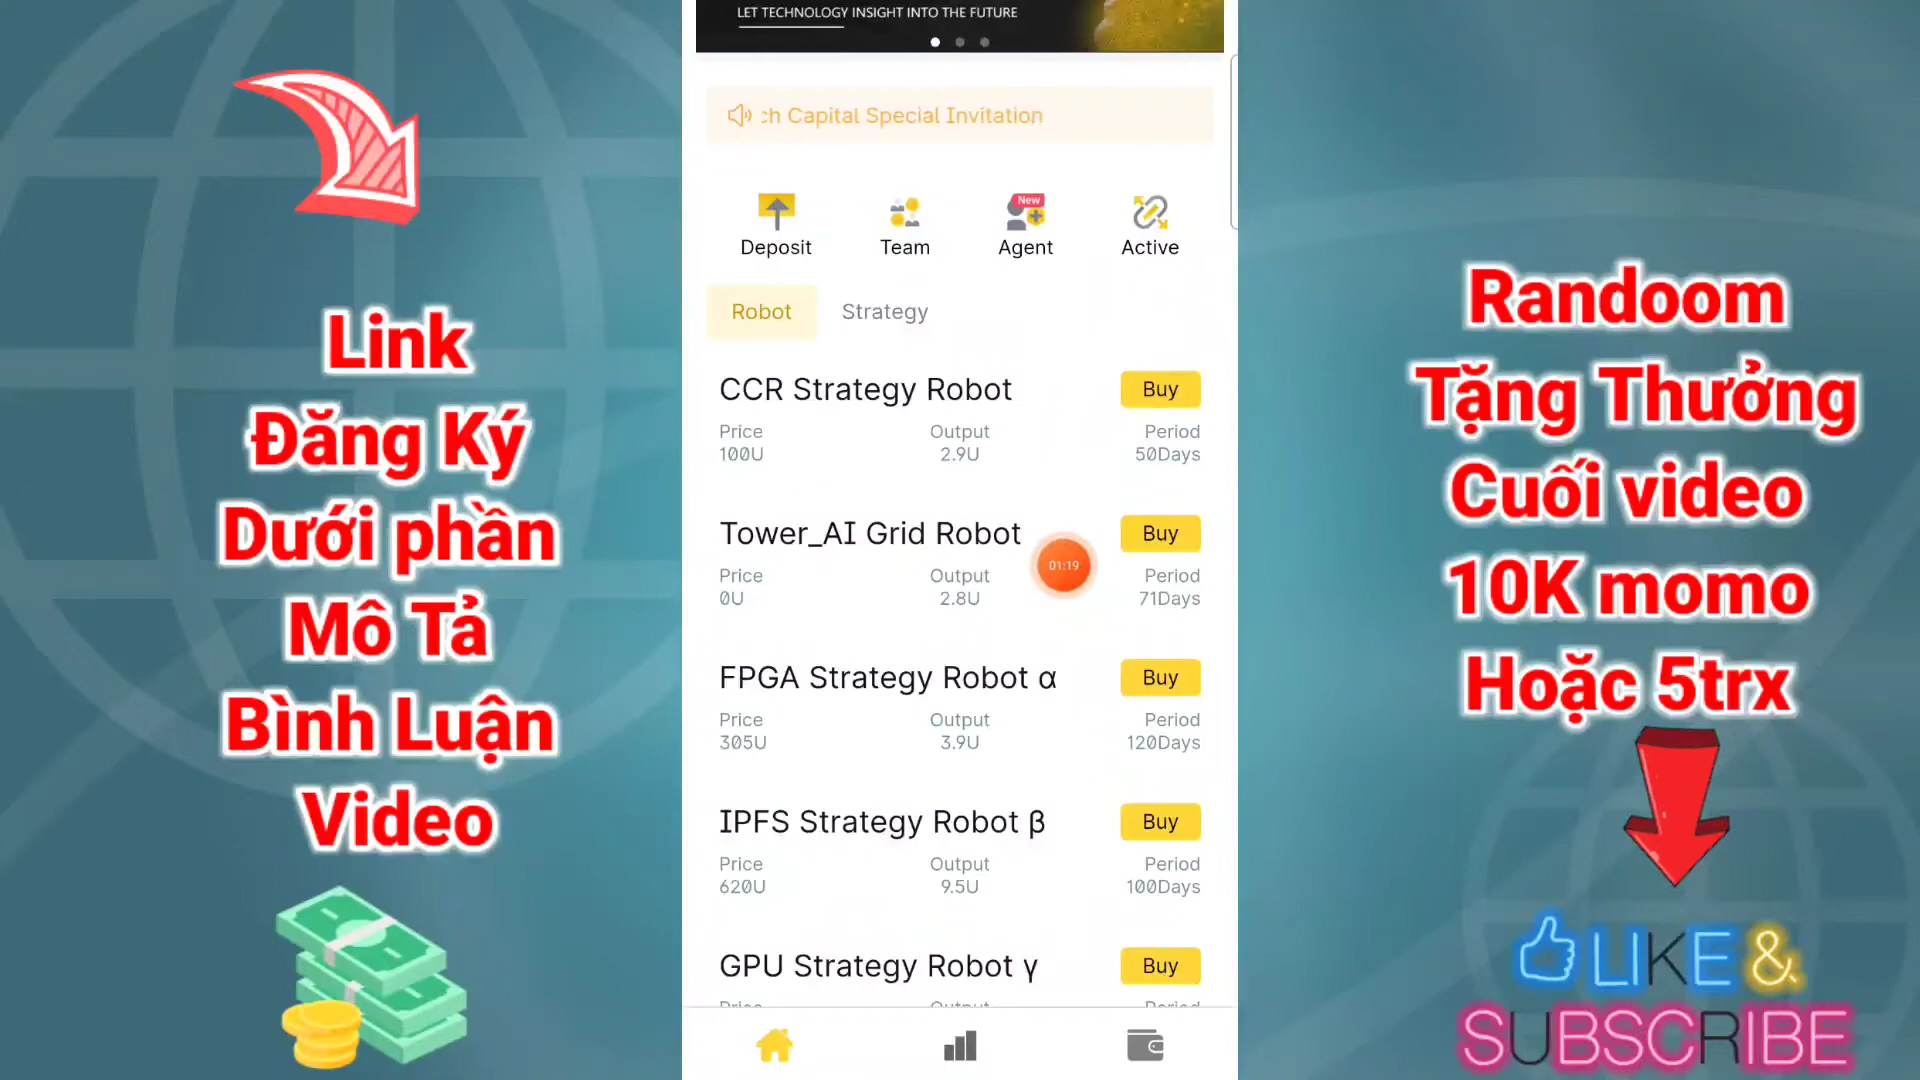 LET TECHNOLOGY INSIGHT INTO THE FUTURE
ch Capital Special Invitation
Deposit
Team
New
Agent
Active
Robot
Strategy
CCR Strategy Robot
Buy
Price
Output
Period
100U
2.9U
50Days
Tower_AI Grid Robot
Buy
01:19
Price
Output
Period
0U
2.8U
71Days
FPGA Strategy Robot α
Buy
Price
Output
Period
305U
3.9U
120Days
IPFS Strategy Robot β
Buy
Price
Output
Period
620U
9.5U
100Days
GPU Strategy Robot γ
Buy
Price
Output
Period
Link
Đăng Ký
Dưới phần
Mô Tả
Bình Luận
Video
Randoom
Tặng Thưởng
Cuối video
10K momo
Hoặc 5trx
LIKE &
SUBSCRIBE